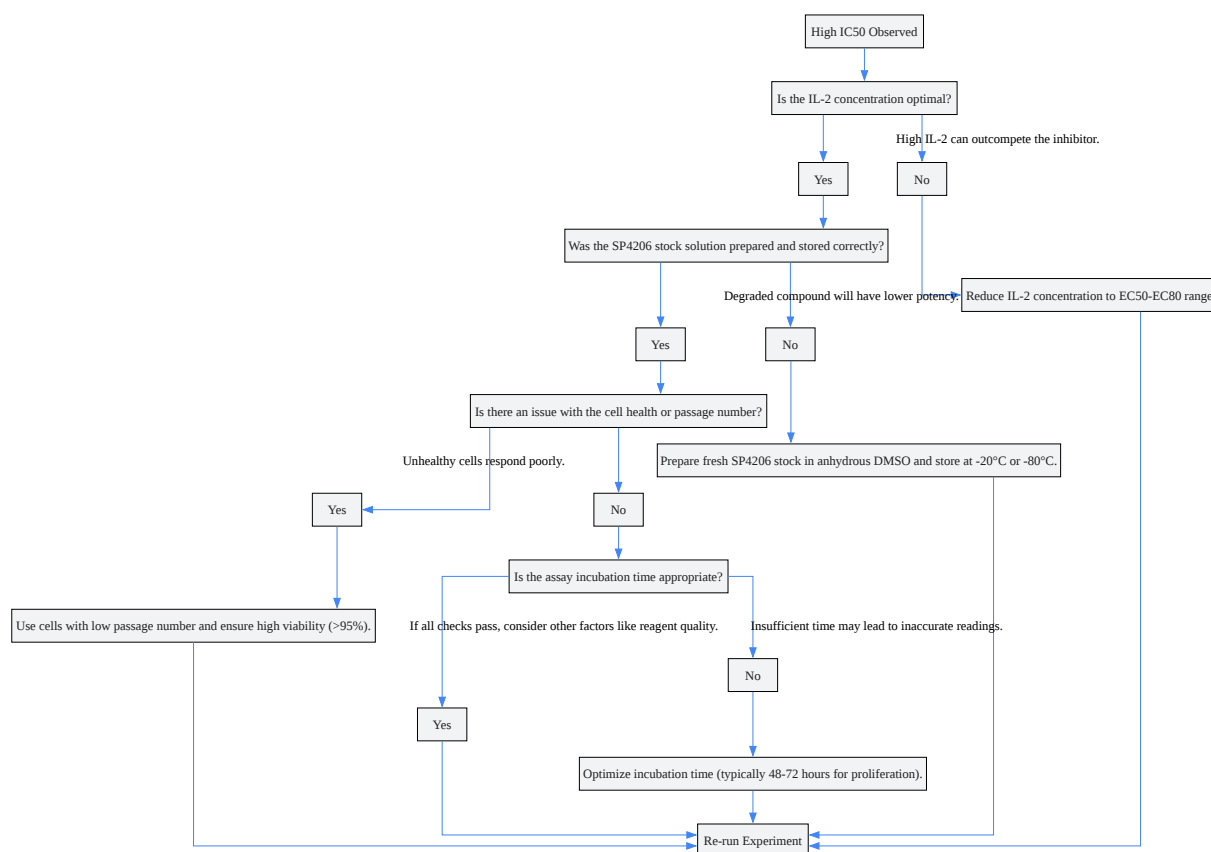 High IC50 Observed
Is the IL-2 concentration optimal?
High IL-2 can outcompete the inhibitor.
Yes
No
Was the SP4206 stock solution prepared and stored correctly?
Degraded compound will have lower potency.
Reduce IL-2 concentration to EC50-EC80 range
Yes
No
Is there an issue with the cell health or passage number?
Unhealthy cells respond poorly.
Prepare fresh SP4206 stock in anhydrous DMSO and store at -20°C or -80°C.
Yes
No
Is the assay incubation time appropriate?
Use cells with low passage number and ensure high viability (>95%).
If all checks pass, consider other factors like reagent quality.
Insufficient time may lead to inaccurate readings.
No
Yes
Optimize incubation time (typically 48-72 hours for proliferation).
Re-run Experiment